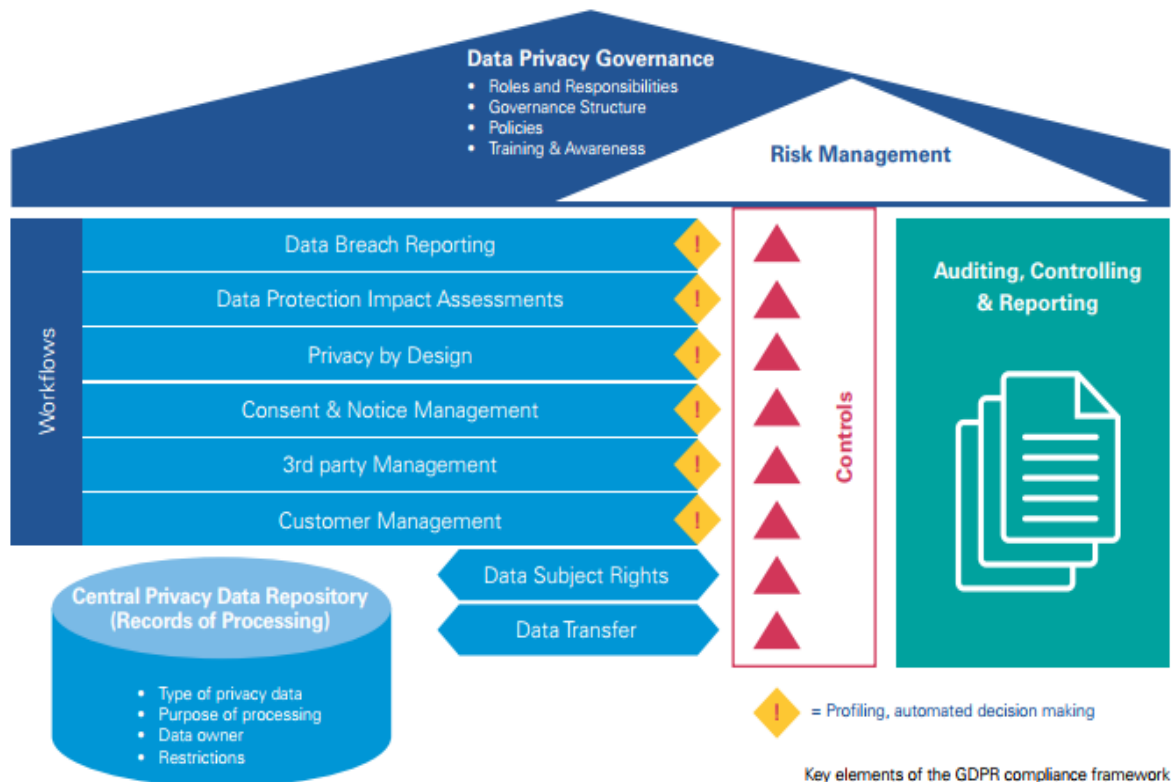 Data Privacy Governance
• Roles and Responsibilities
• Governance Structure
• Policies
• Training & Awareness
Risk Management
Workflows
Data Breach Reporting
!
Data Protection Impact Assessments
!
Privacy by Design
!
Consent & Notice Management
!
3rd party Management
!
Customer Management
!
Data Subject Rights
Data Transfer
Controls
Auditing, Controlling
& Reporting
Central Privacy Data Repository
(Records of Processing)
• Type of privacy data
• Purpose of processing
• Data owner
• Restrictions
! = Profiling, automated decision making
Key elements of the GDPR compliance framework